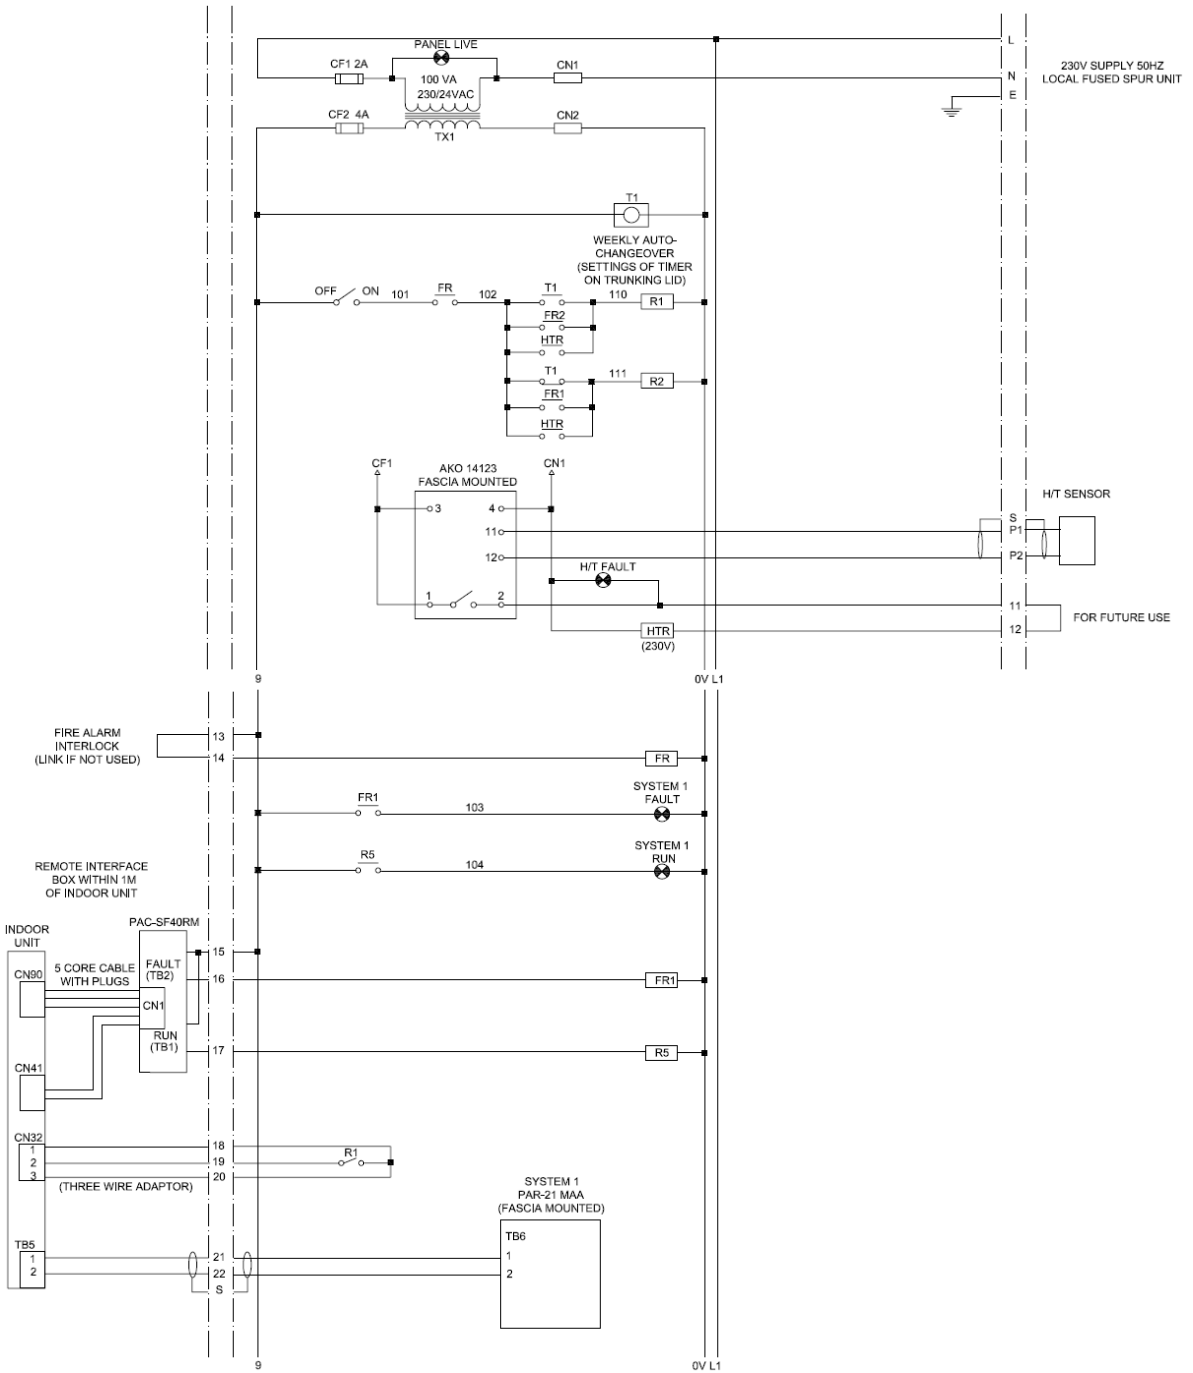 PANEL LIVE
L
CF1 2A
CN1
230V SUPPLY 50HZ
LOCAL FUSED SPUR UNIT
100 VA
230/24VAC
N
E
CF2 4A
CN2
TX1
T1
WEEKLY AUTO-
CHANGEOVER
(SETTINGS OF TIMER
ON TRUNKING LID)
OFF
ON
101
FR
102
T1
110
R1
FR2
HTR
T1
111
R2
FR1
HTR
CF1
AKO 14123
FASCIA MOUNTED
CN1
H/T SENSOR
3
4
S
11
P1
12
P2
H/T FAULT
1
2
11
FOR FUTURE USE
HTR
12
(230V)
9
0V L1
FIRE ALARM
INTERLOCK
(LINK IF NOT USED)
13
14
FR
SYSTEM 1
FAULT
FR1
103
SYSTEM 1
RUN
R5
104
REMOTE INTERFACE
BOX WITHIN 1M
OF INDOOR UNIT
PAC-SF40RM
INDOOR
UNIT
15
FAULT
(TB2)
5 CORE CABLE
WITH PLUGS
CN90
16
FR1
CN1
RUN
(TB1)
17
R5
CN41
CN32
1
2
3
18
19
20
R1
(THREE WIRE ADAPTOR)
SYSTEM 1
PAR-21 MAA
(FASCIA MOUNTED)
TB5
1
2
21
22
S
TB6
1
2
9
0V L1